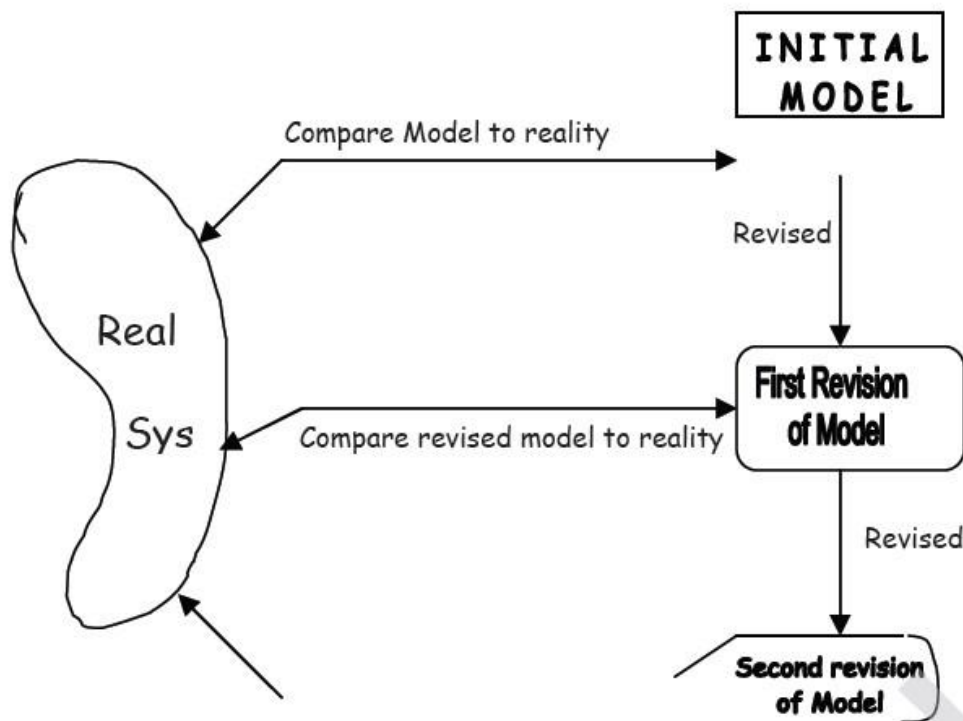 INITIAL
MODEL
Compare Model to reality
Revised
Real
First Revision
of Model
Sys
Compare revised model to reality
Revised
Second revision
of Model